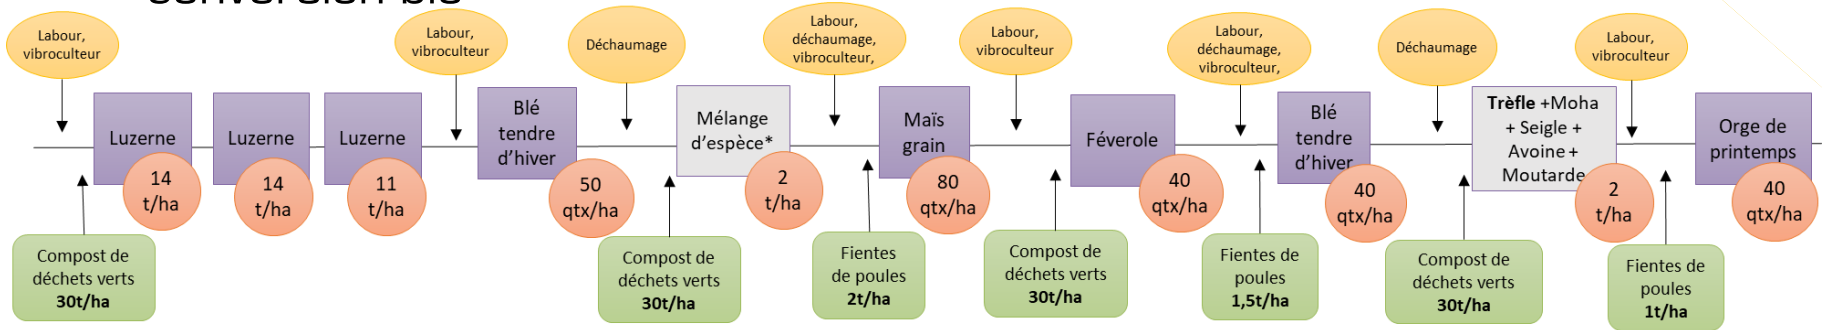 conversion bio
Labour,
vibroculteur
Labour,
vibroculteur
Déchaumage
Labour,
déchaumage,
vibroculteur,
Labour,
vibroculteur
Labour,
déchaumage,
vibroculteur,
Déchaumage
Labour,
vibroculteur
Luzerne
14
t/ha
Luzerne
14
t/ha
Luzerne
11
t/ha
Blé
tendre
d'hiver
50
qtx/ha
Mélange
d'espèce*
2
t/ha
Maïs
grain
80
qtx/ha
Féverole
40
qtx/ha
Blé
tendre
d'hiver
40
qtx/ha
Trèfle +Moha
+ Seigle +
Avoine +
Moutarde
2
t/ha
Orge de
printemps
40
qtx/ha
Compost de
déchets verts
30t/ha
Compost de
déchets verts
30t/ha
Fientes
de poules
2t/ha
Compost de
déchets verts
30t/ha
Fientes de
poules
1,5t/ha
Compost de
déchets verts
30t/ha
Fientes de
poules
1t/ha